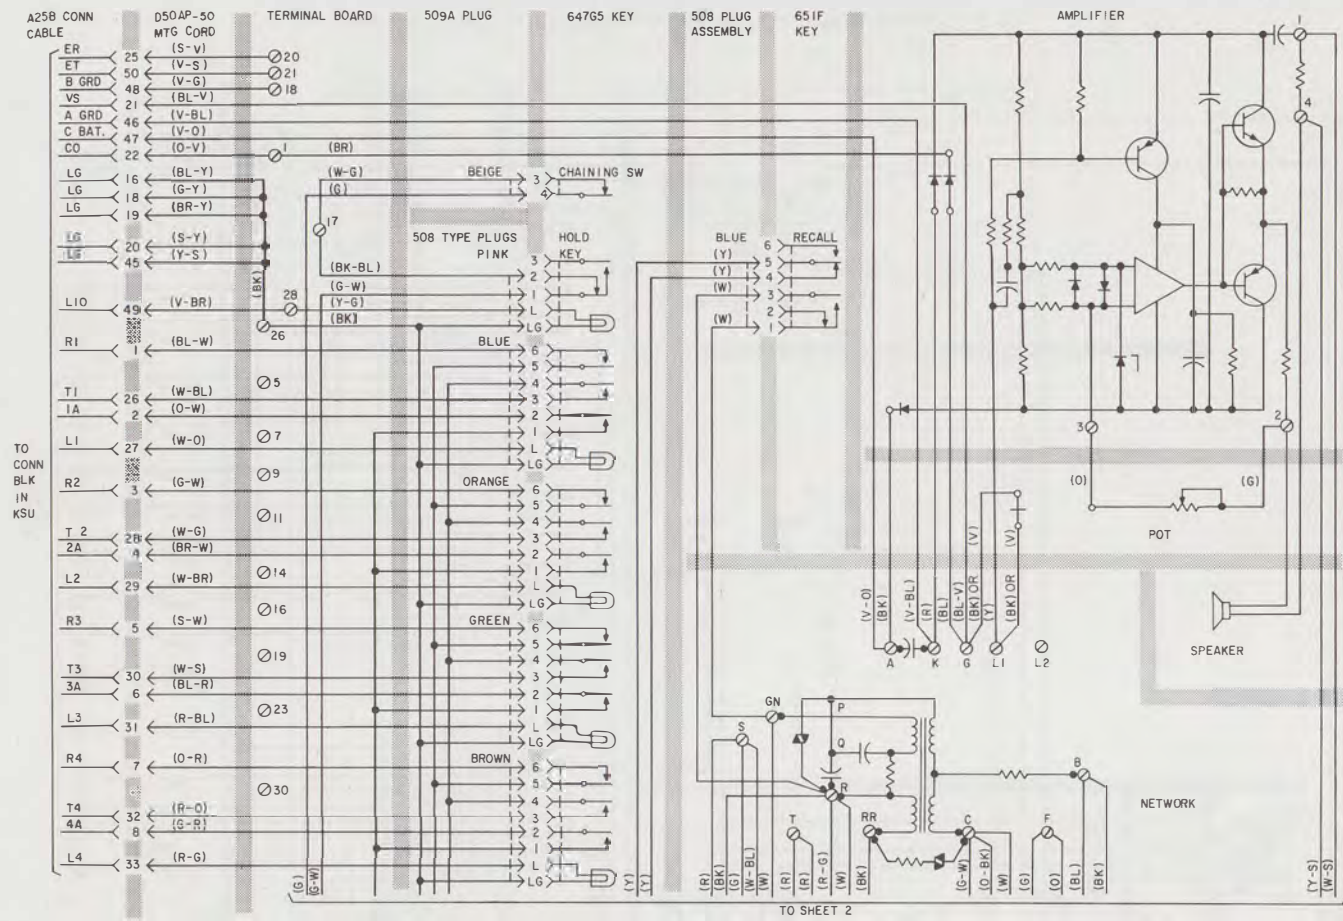 A25B CONN CABLE
D50AP-50 MTG CORD
TERMINAL BOARD
509A PLUG
647G5 KEY
508 PLUG ASSEMBLY
651F KEY
AMPLIFIER
ER 25 (S-V) 20
ET 50 (V-S) 21
B GRD 48 (V-G) 18
VS 21 (BL-V)
A GRD 46 (V-BL)
C BAT. 47 (V-O)
CO 22 (O-V) 1 (BR)
LG 16 (BL-Y)
LG 18 (G-Y)
LG 19 (BR-Y)
LG 20 (S-Y)
LG 45 (Y-S)
(BK)
L10 49 (V-BR) 28
26
(W-G) BEIGE 3 CHAINING SW
(G) 4
17
508 TYPE PLUGS
PINK
HOLD KEY
3
(BK-BL) 2
(G-W) 1
(Y-G) L
(BK) LG
R1 1 (BL-W) BLUE 6
5
5
4
T1 26 (W-BL) 3
1A 2 (O-W) 2
7 1
L1 27 (W-O) L
LG
9
TO CONN BLK IN KSU
R2 3 (G-W) ORANGE 6
5
11 4
T 2 28 (W-G) 3
2A 4 (BR-W) 2
14 1
L2 29 (W-BR) L
16 LG
R3 5 (S-W) GREEN 6
5
19 4
T3 30 (W-S) 3
3A 6 (BL-R) 2
23 1
L3 31 (R-BL) L
LG
R4 7 (O-R) BROWN 6
5
30 4
T4 32 (R-O) 3
4A 8 (G-R) 2
1
L4 33 (R-G) L
LG
(G) (G-W)
(Y) (Y)
BLUE 6 RECALL
(Y) 5
(Y) 4
(W) 3
2
(W) 1
1
4
3
2
(O)
(G)
POT
(V)
(V)
(V-O) (BK) (V-BL) (R) (BL) (BL-V) (BK) OR (Y) (BK) OR
A K G L1 L2
SPEAKER
GN
P
S
Q
R
B
NETWORK
T
RR
C
F
(R) (BK) (G) (W-BL) (W) (R) (R) (R-G) (W) (BK) (G-W) (O-BK) (W) (G) (O) (BL) (BK) (Y-S) (W-S)
TO SHEET 2